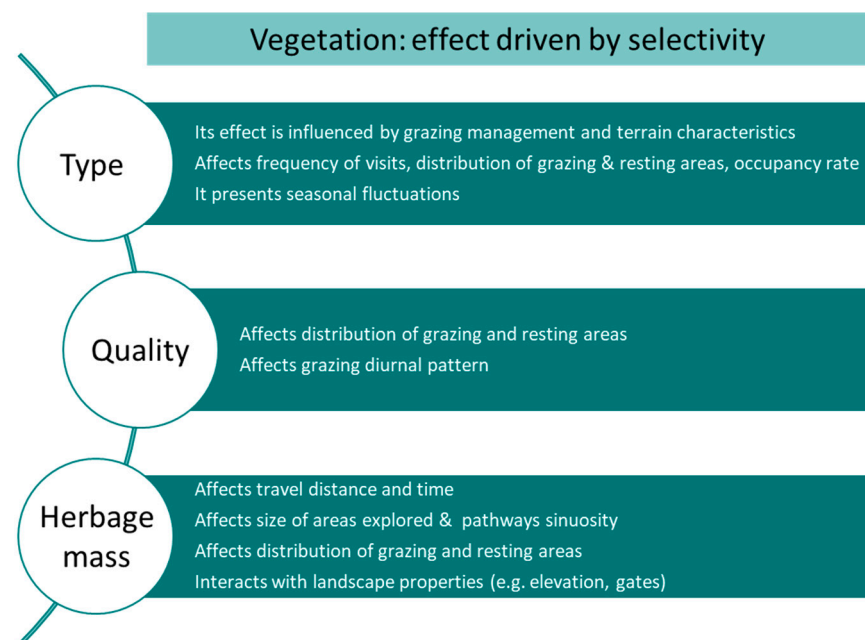 Vegetation: effect driven by selectivity
Type
Its effect is influenced by grazing management and terrain characteristics
Affects frequency of visits, distribution of grazing & resting areas, occupancy rate
It presents seasonal fluctuations
Quality
Affects distribution of grazing and resting areas
Affects grazing diurnal pattern
Herbage
mass
Affects travel distance and time
Affects size of areas explored & pathways sinuosity
Affects distribution of grazing and resting areas
Interacts with landscape properties (e.g. elevation, gates)